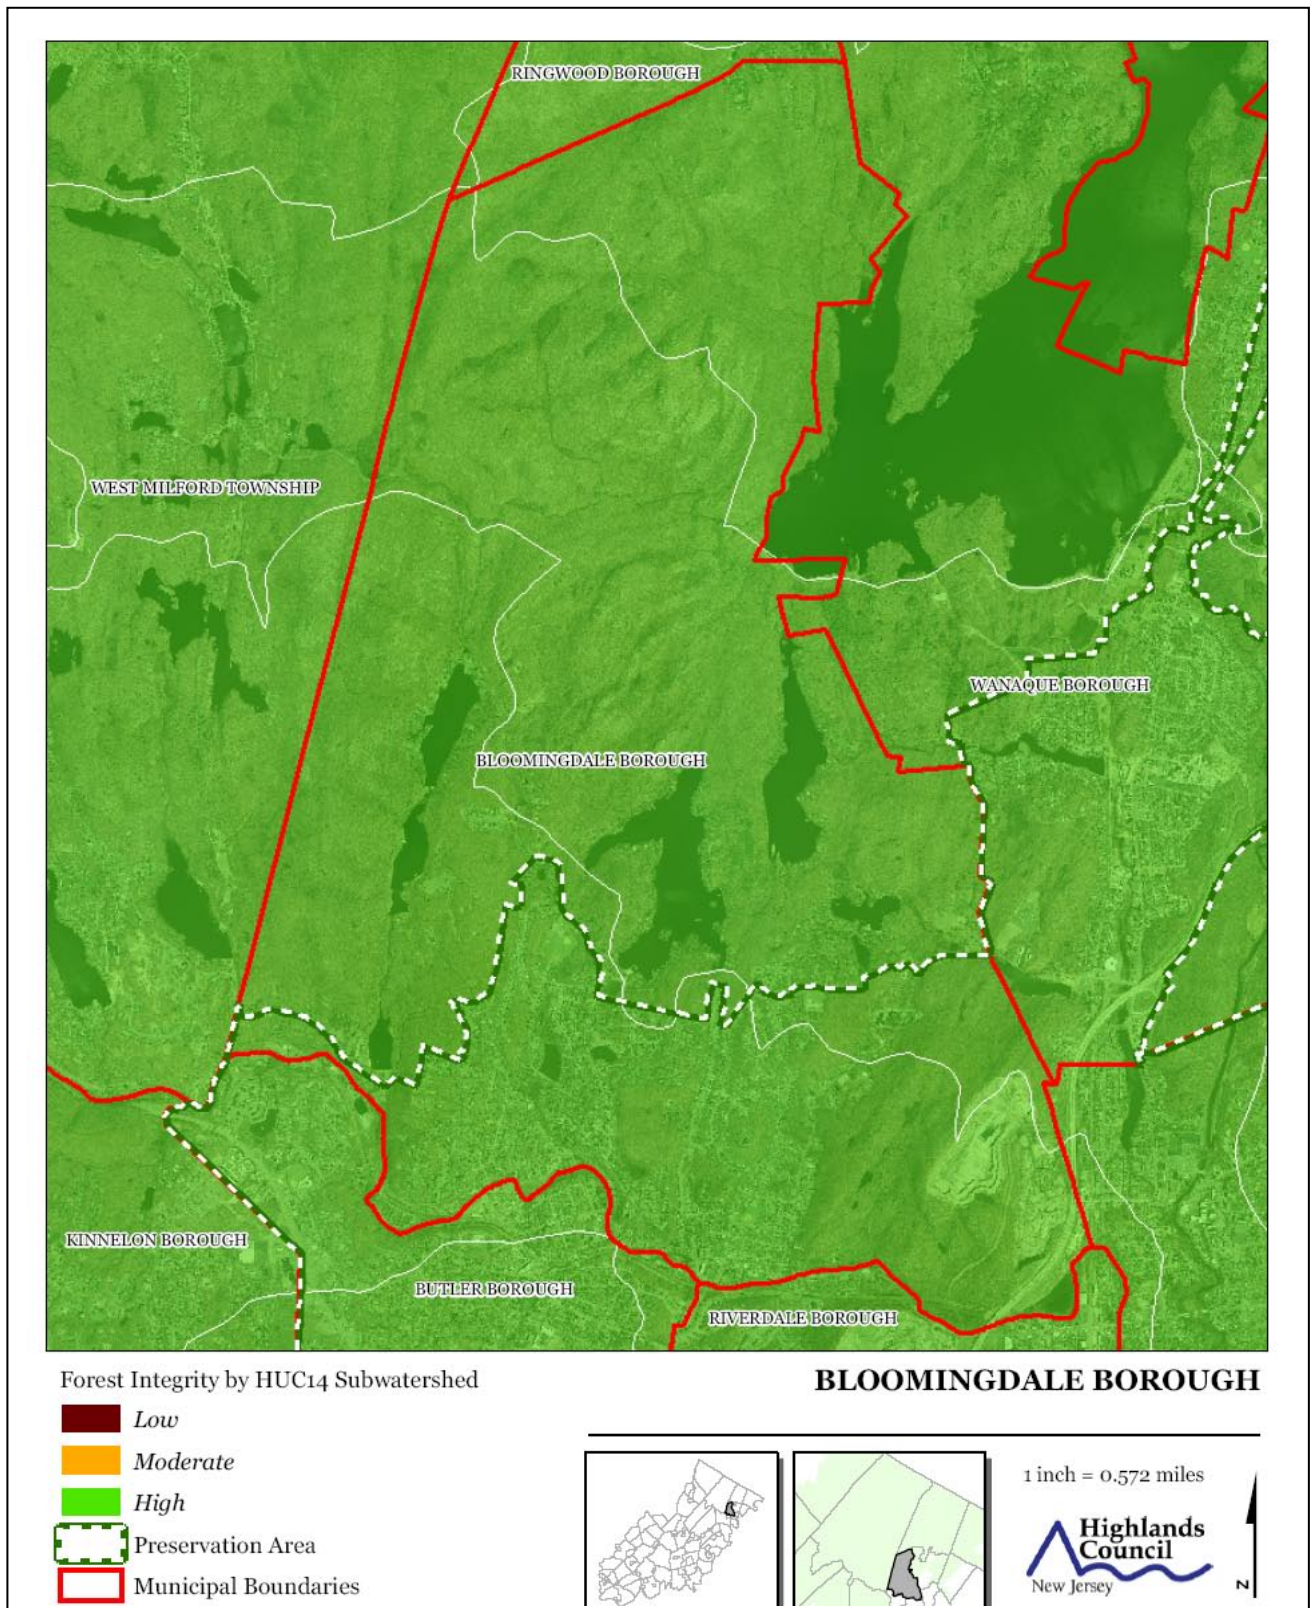 RINGWOOD BOROUGH
WEST MILFORD TOWNSHIP
WANAQUE BOROUGH
BLOOMINGDALE BOROUGH
KINNELON BOROUGH
BUTLER BOROUGH
RIVERDALE BOROUGH
Forest Integrity by HUC14 Subwatershed
Low
Moderate
High
Preservation Area
Municipal Boundaries
BLOOMINGDALE BOROUGH
1 inch = 0.572 miles
Highlands
Council
New Jersey
N